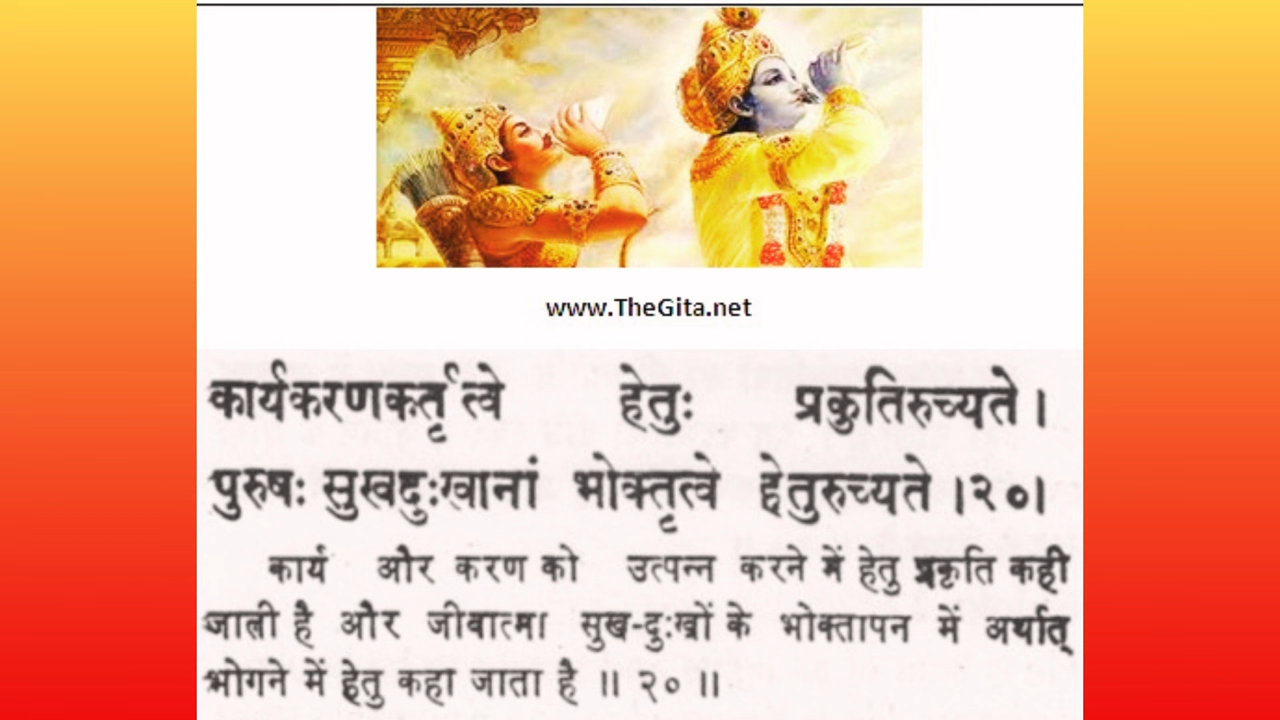 www.TheGita.net
कार्यकरणकर्तृत्वे हेतुः प्रकृतिरुच्यते ।
पुरुषः सुखदुःखानां भोक्तृत्वे हेतुरुच्यते ।२०।
कार्य और करण को उत्पन्न करने में हेतु प्रकृति कही
जाती है और जीवात्मा सुख-दुःखों के भोक्तापन में अर्थात्
भोगने में हेतु कहा जाता है ॥ २० ॥